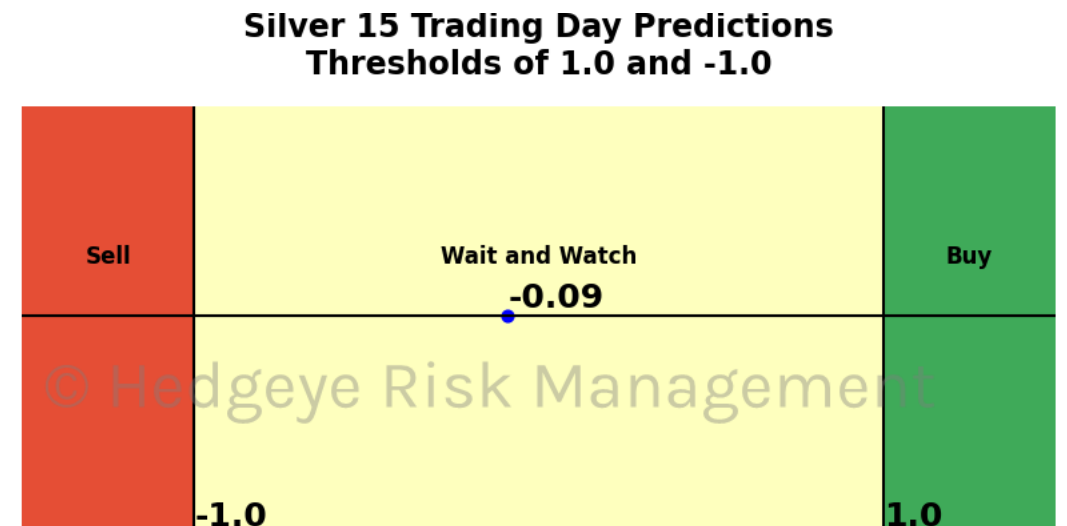 Silver 15 Trading Day Predictions
Thresholds of 1.0 and -1.0
Sell
Wait and Watch
Buy
-0.09
© Hedgeye Risk Management
-1.0
1.0